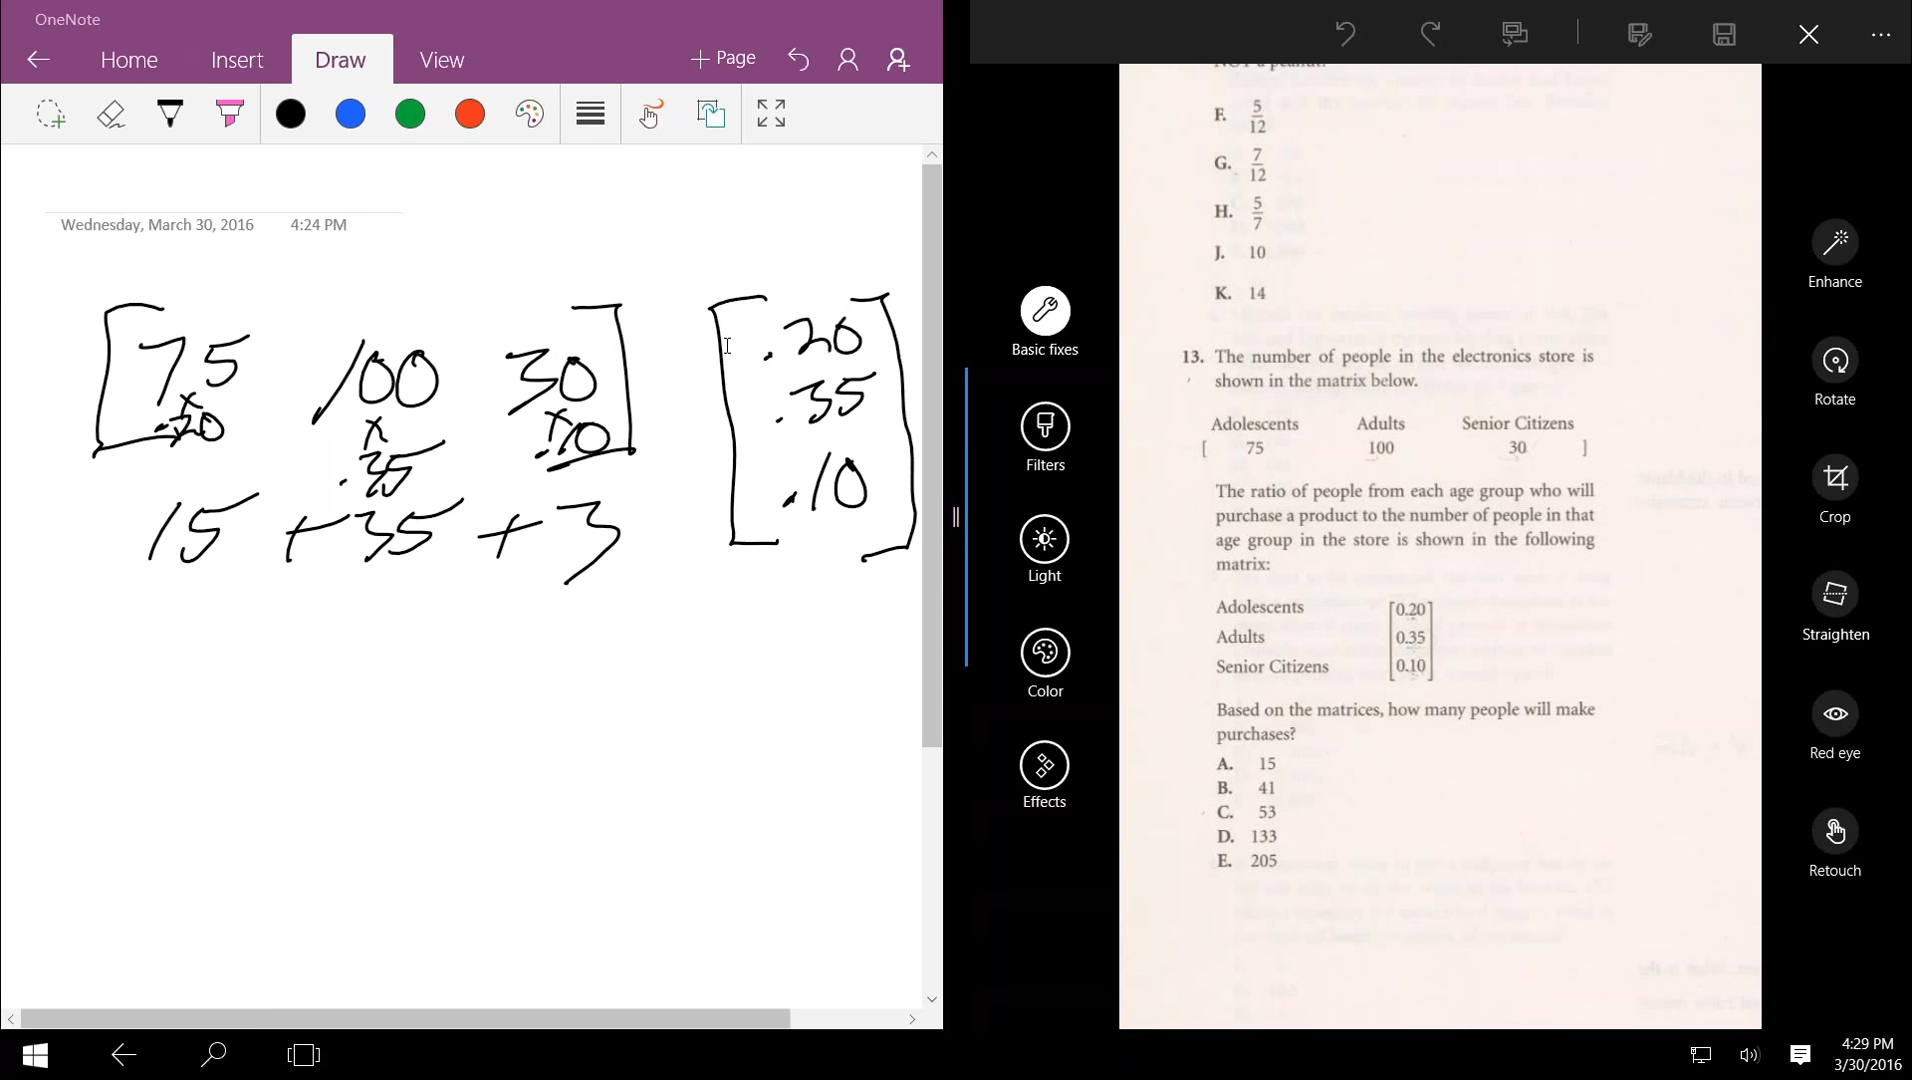 OneNote
Home Insert Draw View + Page
Wednesday, March 30, 2016 4:24 PM
75 100 30
x .20 x .35 x .10
15 + 35 + 3
.20
.35
.10
Basic fixes
Filters
Light
Color
Effects
NOT a peanut?
F. 5/12
G. 7/12
H. 5/7
J. 10
K. 14
13. The number of people in the electronics store is
shown in the matrix below.
Adolescents Adults Senior Citizens
[ 75 100 30 ]
The ratio of people from each age group who will
purchase a product to the number of people in that
age group in the store is shown in the following
matrix:
Adolescents [0.20]
Adults 0.35
Senior Citizens [0.10]
Based on the matrices, how many people will make
purchases?
A. 15
B. 41
C. 53
D. 133
E. 205
Enhance
Rotate
Crop
Straighten
Red eye
Retouch
4:29 PM
3/30/2016